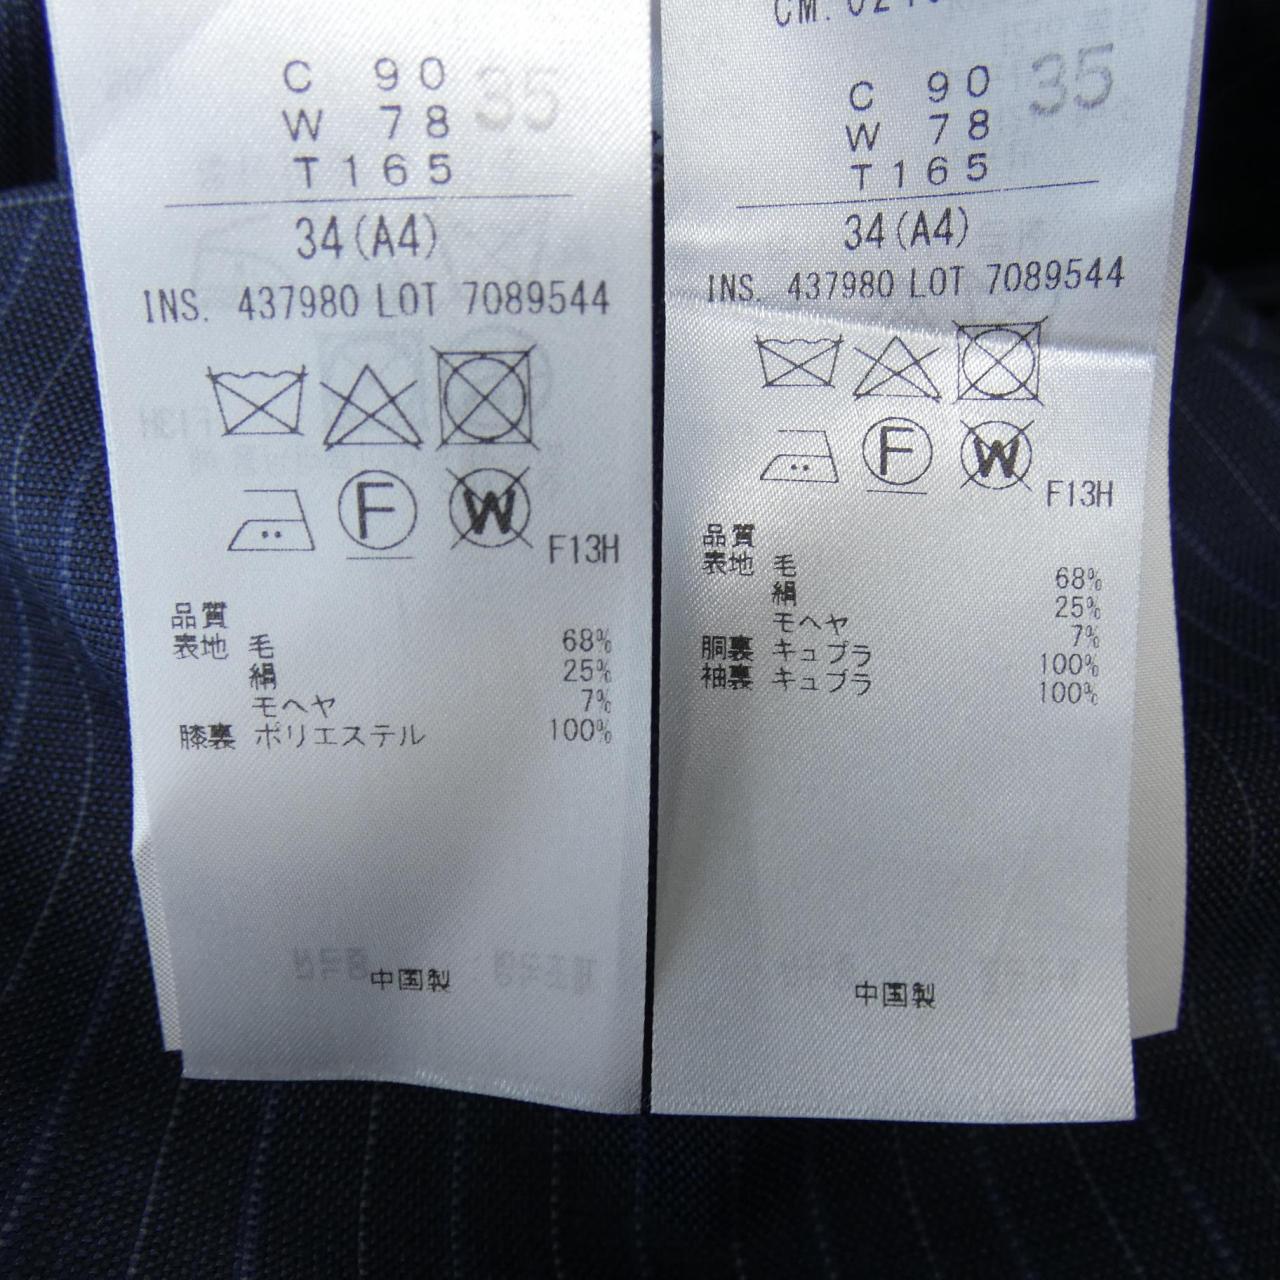 C 90
W 78
T165
35
34(A4)
INS. 437980 LOT 7089544
F
W
F13H
品質
表地 毛 68%
絹 25%
モヘヤ 7%
膝裏 ポリエステル 100%
中国製
C 90
W 78
T165
35
34(A4)
INS. 437980 LOT 7089544
F
W
F13H
品質
表地 毛 68%
絹 25%
モヘヤ 7%
胴裏 キュプラ 100%
袖裏 キュプラ 100%
中国製